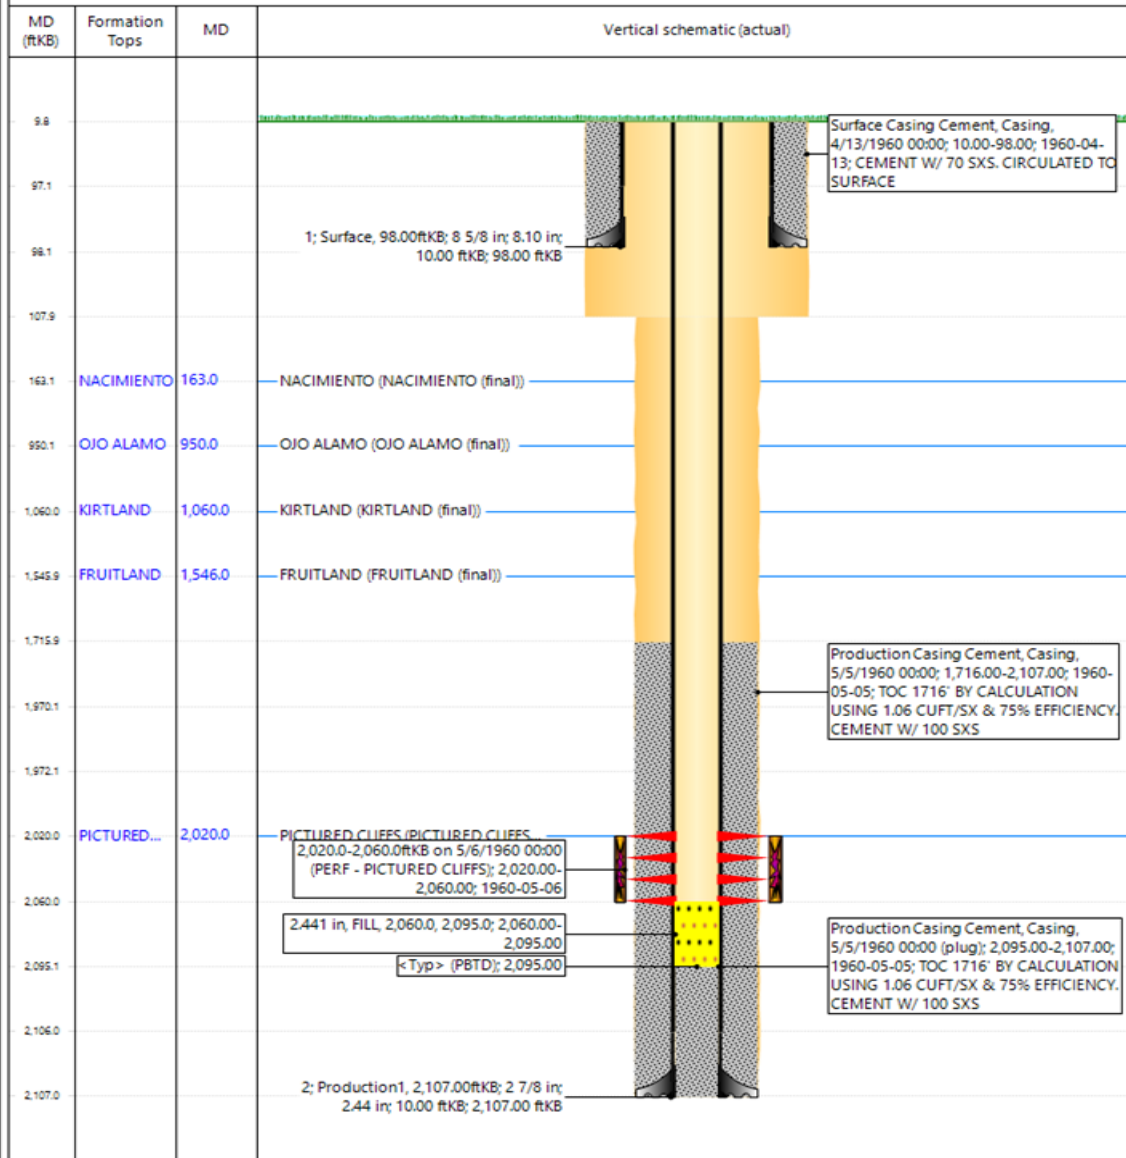 MD
(ftKB)
Formation
Tops
MD
Vertical schematic (actual)
9.8
Surface Casing Cement, Casing,
4/13/1960 00:00; 10.00-98.00; 1960-04-
13; CEMENT W/ 70 SXS. CIRCULATED TO
SURFACE
97.1
1; Surface, 98.00ftKB; 8 5/8 in; 8.10 in;
10.00 ftKB; 98.00 ftKB
98.1
107.9
163.1
NACIMIENTO
163.0
NACIMIENTO (NACIMIENTO (final))
950.1
OJO ALAMO
950.0
OJO ALAMO (OJO ALAMO (final))
1,060.0
KIRTLAND
1,060.0
KIRTLAND (KIRTLAND (final))
1,545.9
FRUITLAND
1,546.0
FRUITLAND (FRUITLAND (final))
1,715.9
Production Casing Cement, Casing,
5/5/1960 00:00; 1,716.00-2,107.00; 1960-
05-05; TOC 1716' BY CALCULATION
USING 1.06 CUFT/SX & 75% EFFICIENCY.
CEMENT W/ 100 SXS
1,970.1
1,972.1
2,020.0
PICTURED...
2,020.0
PICTURED CLIFFS (PICTURED CLIFFS...
2,020.0-2,060.0ftKB on 5/6/1960 00:00
(PERF - PICTURED CLIFFS); 2,020.00-
2,060.00; 1960-05-06
2,060.0
2.441 in, FILL, 2,060.0, 2,095.0; 2,060.00-
2,095.00
<Typ> (PBTD); 2,095.00
2,095.1
Production Casing Cement, Casing,
5/5/1960 00:00 (plug); 2,095.00-2,107.00;
1960-05-05; TOC 1716' BY CALCULATION
USING 1.06 CUFT/SX & 75% EFFICIENCY.
CEMENT W/ 100 SXS
2,106.0
2; Production1, 2,107.00ftKB; 2 7/8 in;
2.44 in; 10.00 ftKB; 2,107.00 ftKB
2,107.0